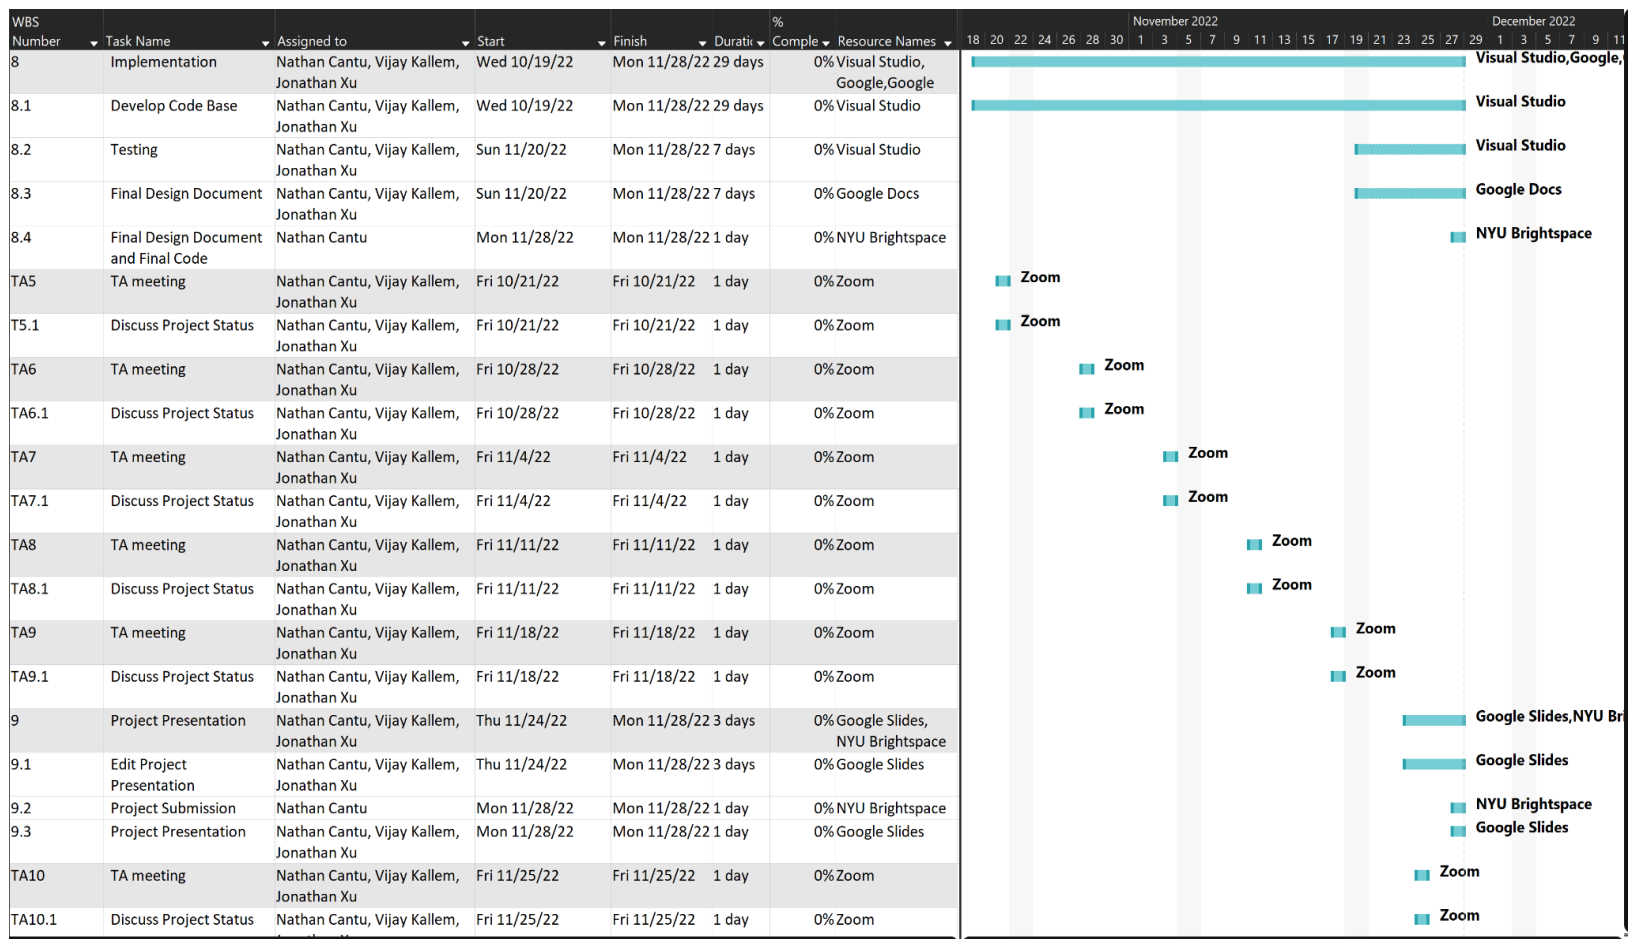 WBS Number Task Name Assigned to Start Finish Duratic % Comple Resource Names
8 Implementation Nathan Cantu, Vijay Kallem, Jonathan Xu Wed 10/19/22 Mon 11/28/22 29 days 0% Visual Studio, Google,Google
8.1 Develop Code Base Nathan Cantu, Vijay Kallem, Jonathan Xu Wed 10/19/22 Mon 11/28/22 29 days 0% Visual Studio
8.2 Testing Nathan Cantu, Vijay Kallem, Jonathan Xu Sun 11/20/22 Mon 11/28/22 7 days 0% Visual Studio
8.3 Final Design Document Nathan Cantu, Vijay Kallem, Jonathan Xu Sun 11/20/22 Mon 11/28/22 7 days 0% Google Docs
8.4 Final Design Document and Final Code Nathan Cantu Mon 11/28/22 Mon 11/28/22 1 day 0% NYU Brightspace
TA5 TA meeting Nathan Cantu, Vijay Kallem, Jonathan Xu Fri 10/21/22 Fri 10/21/22 1 day 0% Zoom
T5.1 Discuss Project Status Nathan Cantu, Vijay Kallem, Jonathan Xu Fri 10/21/22 Fri 10/21/22 1 day 0% Zoom
TA6 TA meeting Nathan Cantu, Vijay Kallem, Jonathan Xu Fri 10/28/22 Fri 10/28/22 1 day 0% Zoom
TA6.1 Discuss Project Status Nathan Cantu, Vijay Kallem, Jonathan Xu Fri 10/28/22 Fri 10/28/22 1 day 0% Zoom
TA7 TA meeting Nathan Cantu, Vijay Kallem, Jonathan Xu Fri 11/4/22 Fri 11/4/22 1 day 0% Zoom
TA7.1 Discuss Project Status Nathan Cantu, Vijay Kallem, Jonathan Xu Fri 11/4/22 Fri 11/4/22 1 day 0% Zoom
TA8 TA meeting Nathan Cantu, Vijay Kallem, Jonathan Xu Fri 11/11/22 Fri 11/11/22 1 day 0% Zoom
TA8.1 Discuss Project Status Nathan Cantu, Vijay Kallem, Jonathan Xu Fri 11/11/22 Fri 11/11/22 1 day 0% Zoom
TA9 TA meeting Nathan Cantu, Vijay Kallem, Jonathan Xu Fri 11/18/22 Fri 11/18/22 1 day 0% Zoom
TA9.1 Discuss Project Status Nathan Cantu, Vijay Kallem, Jonathan Xu Fri 11/18/22 Fri 11/18/22 1 day 0% Zoom
9 Project Presentation Nathan Cantu, Vijay Kallem, Jonathan Xu Thu 11/24/22 Mon 11/28/22 3 days 0% Google Slides, NYU Brightspace
9.1 Edit Project Presentation Nathan Cantu, Vijay Kallem, Jonathan Xu Thu 11/24/22 Mon 11/28/22 3 days 0% Google Slides
9.2 Project Submission Nathan Cantu Mon 11/28/22 Mon 11/28/22 1 day 0% NYU Brightspace
9.3 Project Presentation Nathan Cantu, Vijay Kallem, Jonathan Xu Mon 11/28/22 Mon 11/28/22 1 day 0% Google Slides
TA10 TA meeting Nathan Cantu, Vijay Kallem, Jonathan Xu Fri 11/25/22 Fri 11/25/22 1 day 0% Zoom
TA10.1 Discuss Project Status Nathan Cantu, Vijay Kallem, Fri 11/25/22 Fri 11/25/22 1 day 0% Zoom
November 2022 December 2022
18 20 22 24 26 28 30 1 3 5 7 9 11 13 15 17 19 21 23 25 27 29 1 3 5 7 9 11
Visual Studio,Google,
Visual Studio
Visual Studio
Google Docs
NYU Brightspace
Zoom
Zoom
Zoom
Zoom
Zoom
Zoom
Zoom
Zoom
Zoom
Zoom
Google Slides,NYU Bri
Google Slides
NYU Brightspace
Google Slides
Zoom
Zoom